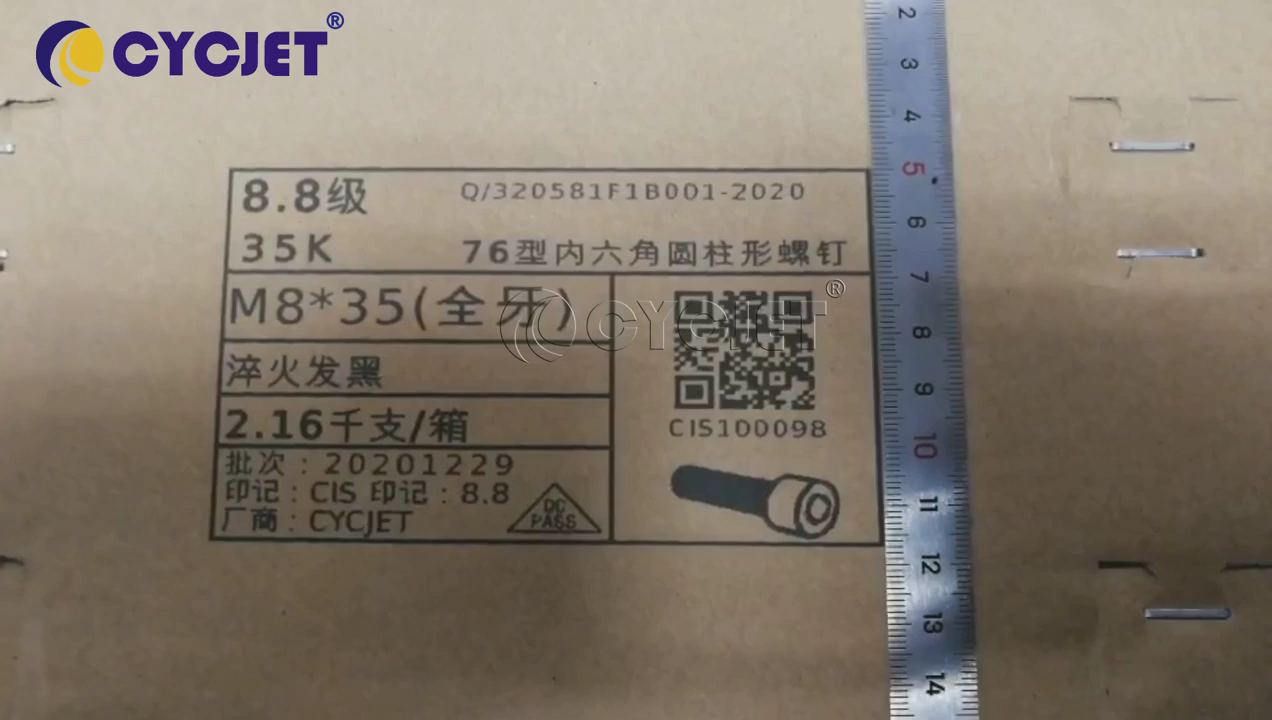 CYCJET®
8.8级
Q/320581F1B001-2020
35K
76型内六角圆柱形螺钉
M8*35(全牙)
CYCJET®
淬火发黑
2.16千支/箱
CIS100098
批次：20201229
印记：CIS 印记：8.8
厂商：CYCJET
QC
PASS
2
3
4
5
6
7
8
9
10
11
12
13
14